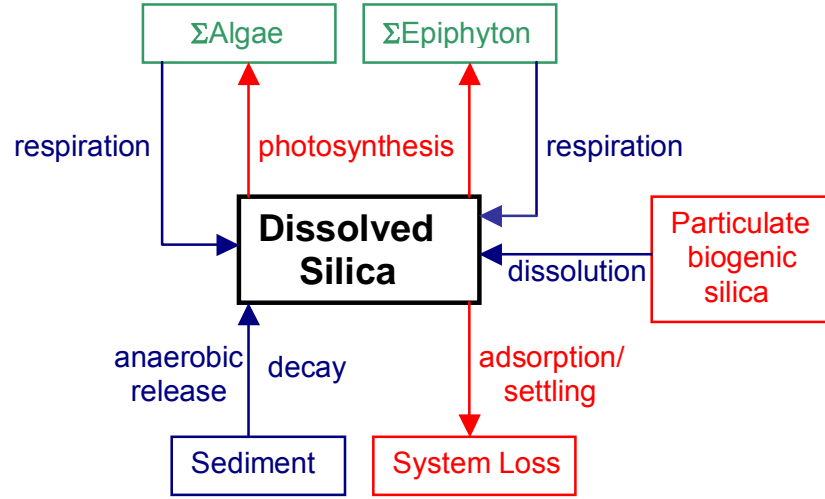 ΣAlgae
ΣEpiphyton
respiration
photosynthesis
respiration
Dissolved
Silica
Particulate
biogenic
silica
dissolution
anaerobic
release
decay
adsorption/
settling
Sediment
System Loss